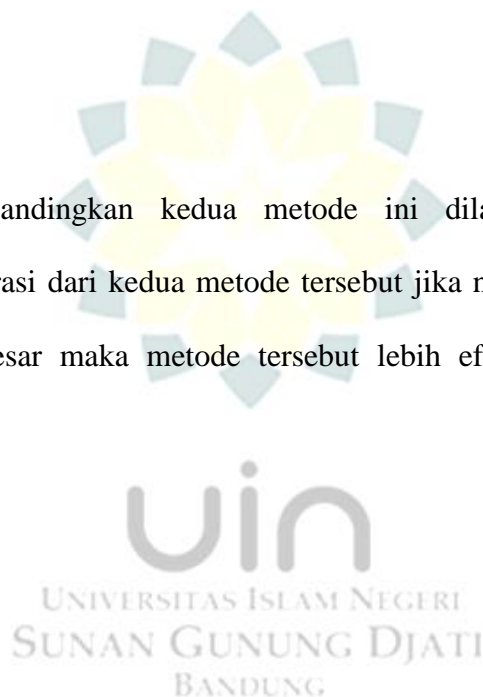 andingkan kedua metode ini dila
rasi dari kedua metode tersebut jika n
esar maka metode tersebut lebih ef
uin
UNIVERSITAS ISLAM NEGERI
SUNAN GUNUNG DJATI
BANDUNG